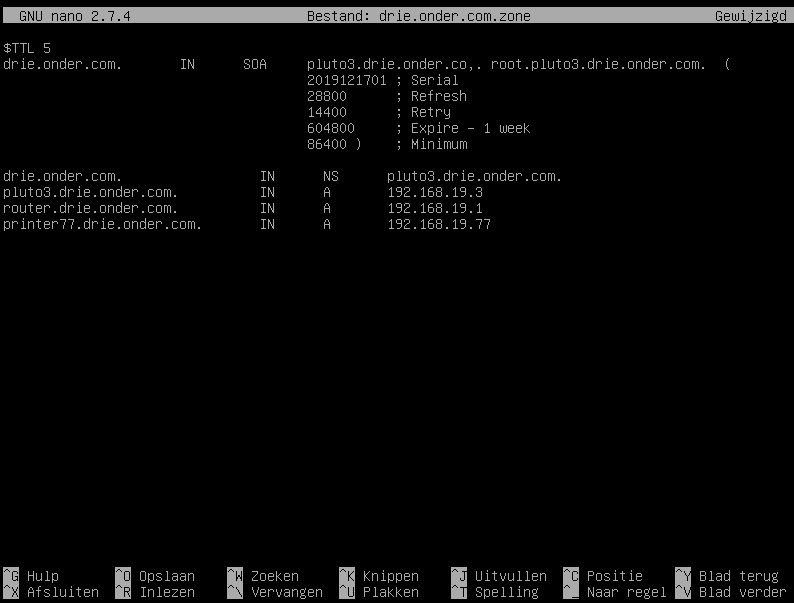 GNU nano 2.7.4 Bestand: drie.onder.com.zone Gewijzigd
$TTL 5
drie.onder.com. IN SOA pluto3.drie.onder.co,. root.pluto3.drie.onder.com. (
2019121701 ; Serial
28800 ; Refresh
14400 ; Retry
604800 ; Expire - 1 week
86400 ) ; Minimum
drie.onder.com. IN NS pluto3.drie.onder.com.
pluto3.drie.onder.com. IN A 192.168.19.3
router.drie.onder.com. IN A 192.168.19.1
printer77.drie.onder.com. IN A 192.168.19.77
^G Hulp ^O Opslaan ^W Zoeken ^K Knippen ^J Uitvullen ^C Positie ^Y Blad terug
^X Afsluiten ^R Inlezen ^\ Vervangen ^U Plakken ^T Spelling ^_ Naar regel ^V Blad verder